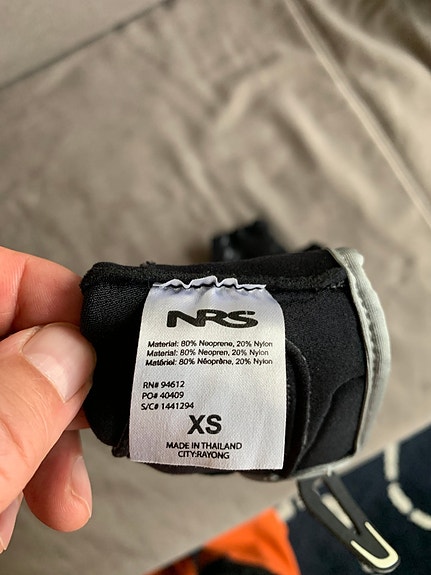 NRS
Material: 80% Neoprene, 20% Nylon
Material: 80% Neopren, 20% Nylon
Matériel: 80% Néoprène, 20% Nylon
RN# 94612
PO# 40409
S/C# 1441294
XS
MADE IN THAILAND
CITY:RAYONG